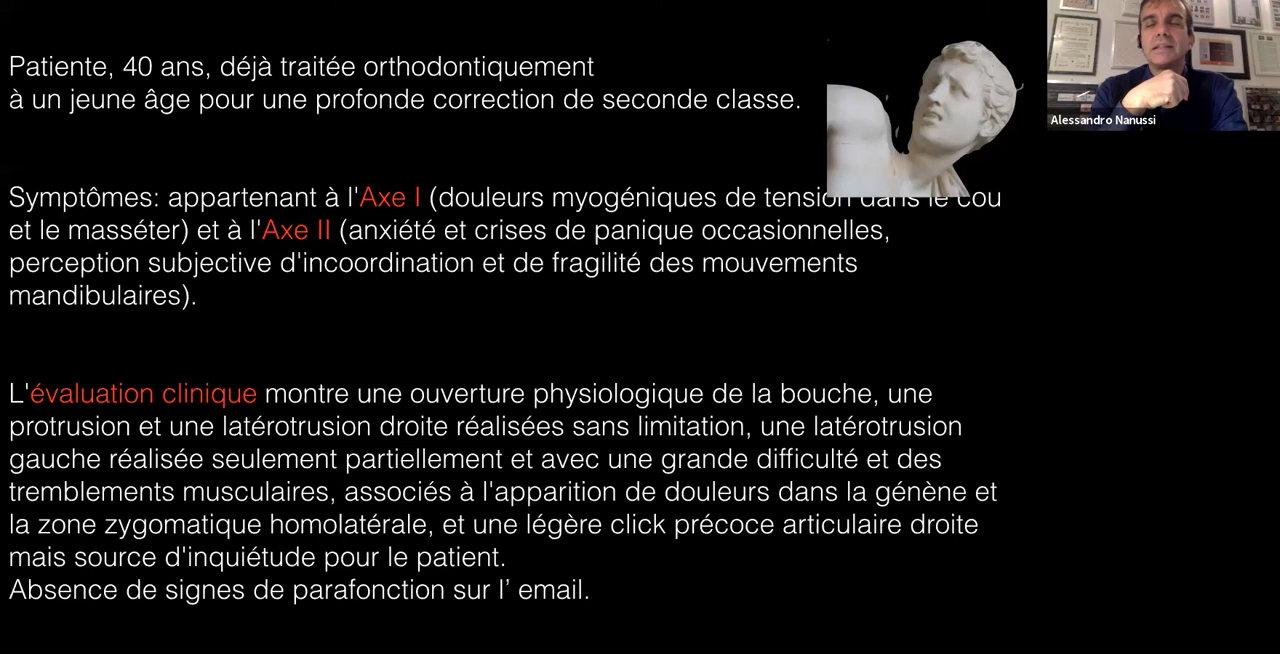 Patiente, 40 ans, déjà traitée orthodontiquement
à un jeune âge pour une profonde correction de seconde classe.
Alessandro Nanussi
Symptômes: appartenant à l'Axe I (douleurs myogéniques de tension dans le cou
et le masséter) et à l'Axe II (anxiété et crises de panique occasionnelles,
perception subjective d'incoordination et de fragilité des mouvements
mandibulaires).
L'évaluation clinique montre une ouverture physiologique de la bouche, une
protrusion et une latérotrusion droite réalisées sans limitation, une latérotrusion
gauche réalisée seulement partiellement et avec une grande difficulté et des
tremblements musculaires, associés à l'apparition de douleurs dans la génène et
la zone zygomatique homolatérale, et une légère click précoce articulaire droite
mais source d'inquiétude pour le patient.
Absence de signes de parafonction sur l’ email.